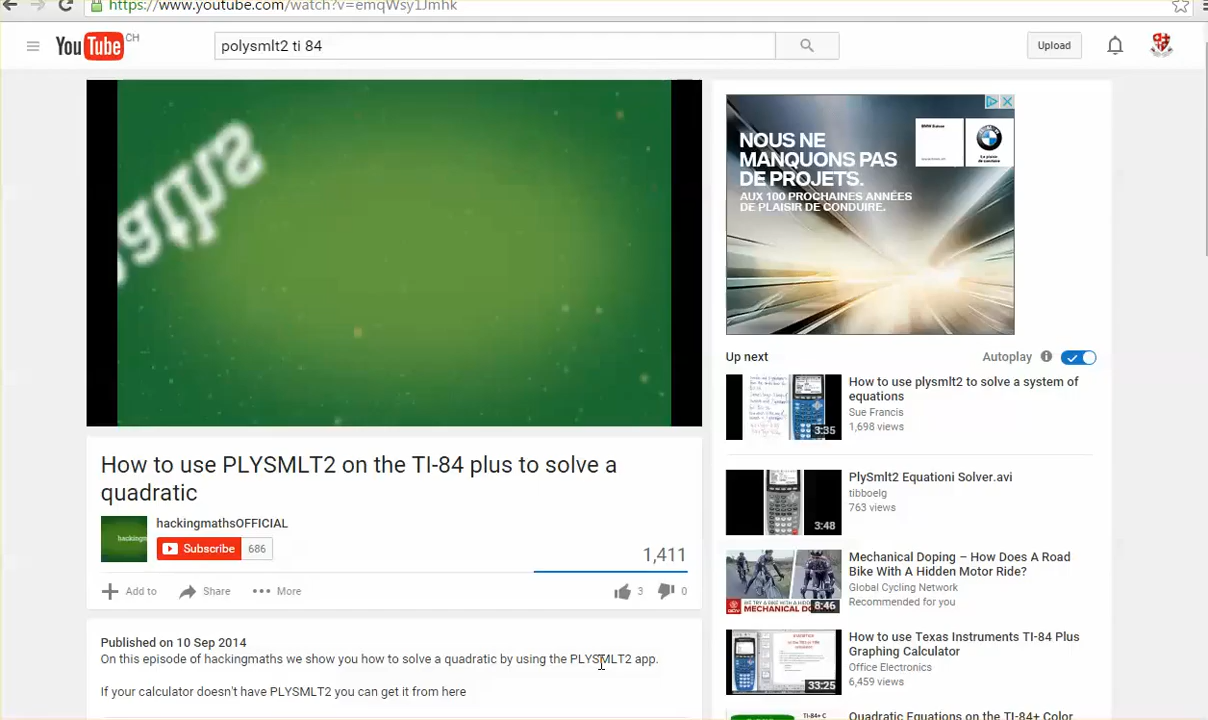 https://www.youtube.com/watch?v=emqWsy1Jmhk
YouTube CH
polysmlt2 ti 84
Upload
NOUS NE
MANQUONS PAS
DE PROJETS.
AUX 100 PROCHAINES ANNÉES
DE PLAISIR DE CONDUIRE.
Up next
Autoplay
How to use plysmlt2 to solve a system of
equations
Sue Francis
1,698 views
3:35
PlySmlt2 Equationi Solver.avi
tibboelg
763 views
3:48
Mechanical Doping – How Does A Road
Bike With A Hidden Motor Ride?
Global Cycling Network
Recommended for you
8:46
How to use Texas Instruments TI-84 Plus
Graphing Calculator
Office Electronics
6,459 views
33:25
Quadratic Equations on the TI-84+ Color
How to use PLYSMLT2 on the TI-84 plus to solve a
quadratic
hackingmathsOFFICIAL
Subscribe 686
1,411
Add to Share More 3 0
Published on 10 Sep 2014
On this episode of hackingmaths we show you how to solve a quadratic by using the PLYSMLT2 app.
If your calculator doesn't have PLYSMLT2 you can get it from here